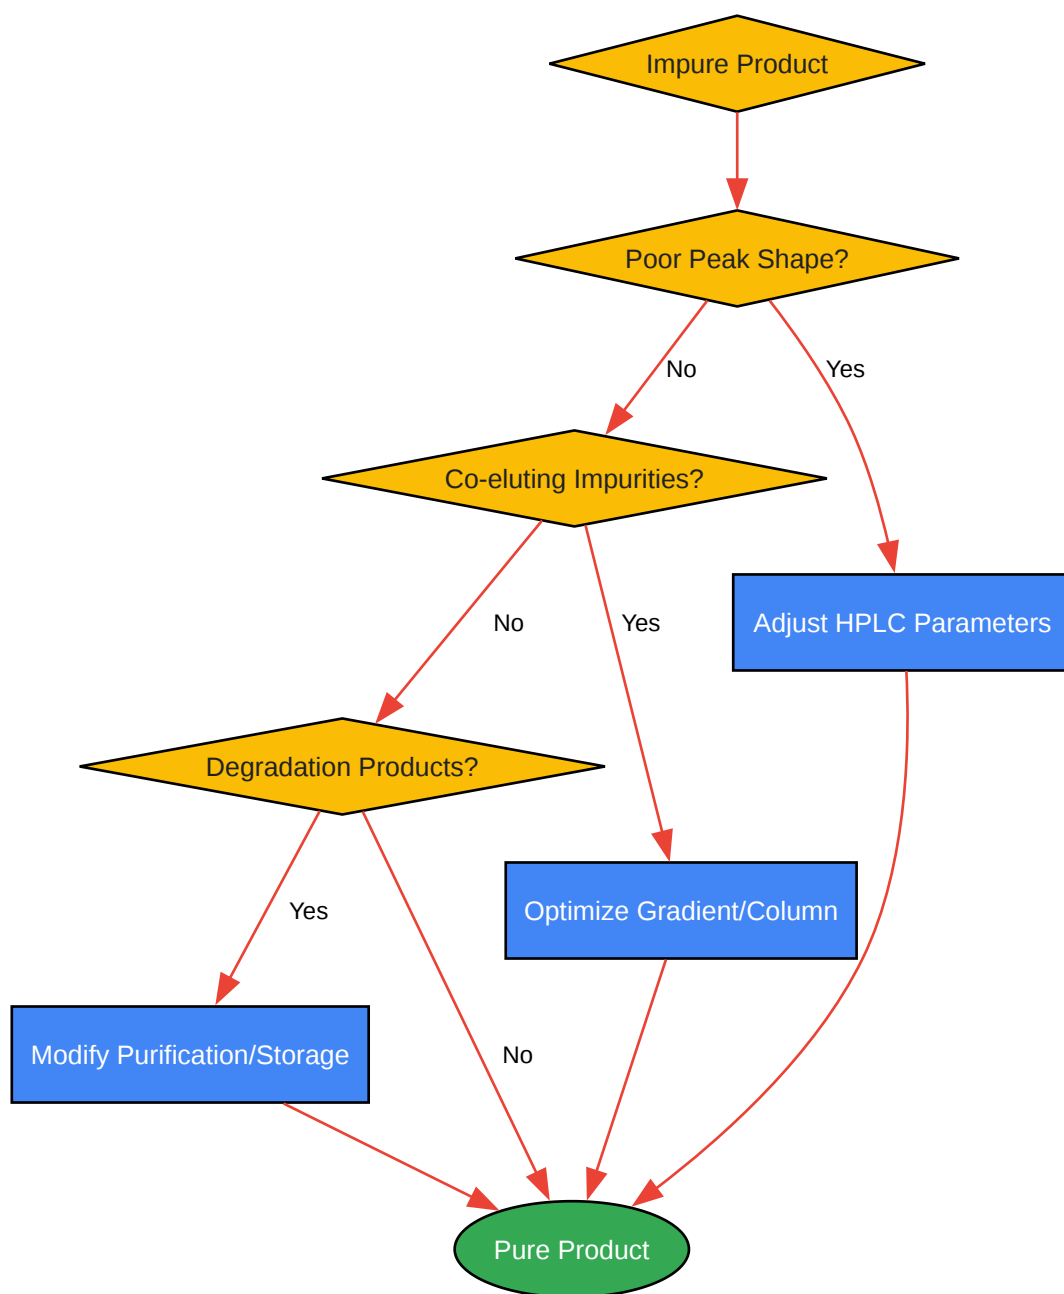 Impure Product
Poor Peak Shape?
No
Yes
Co-eluting Impurities?
No
Yes
Adjust HPLC Parameters
Degradation Products?
Yes
Optimize Gradient/Column
Modify Purification/Storage
No
Pure Product